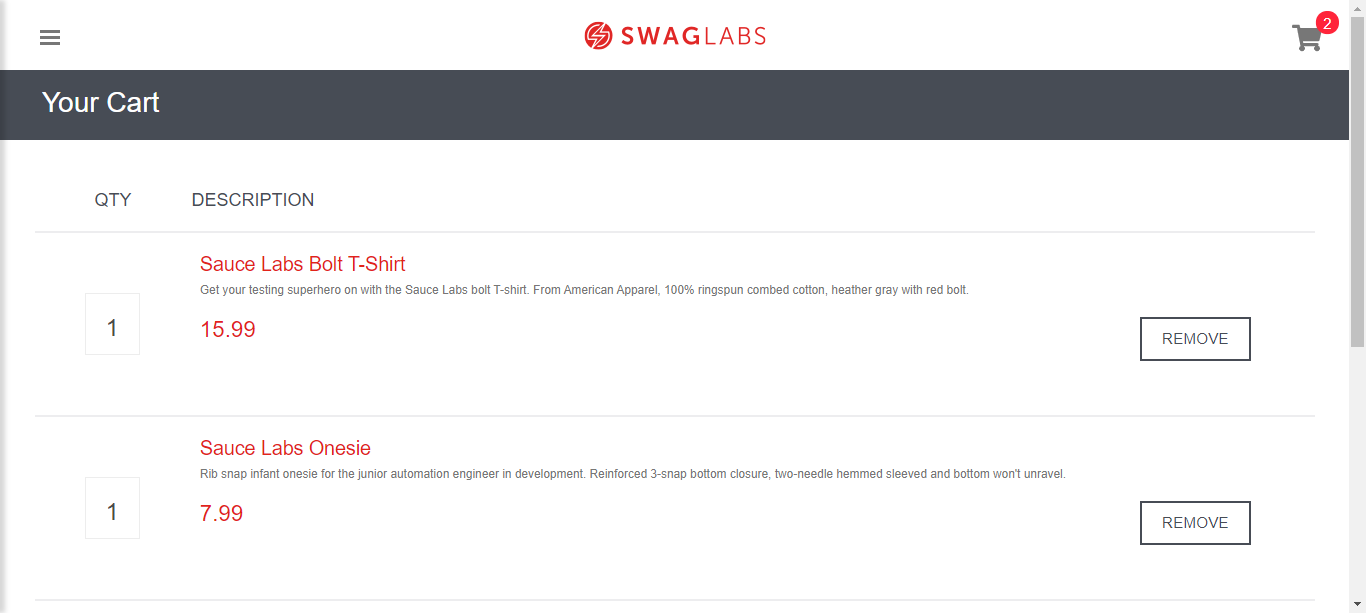 SWAGLABS
2
Your Cart
QTY DESCRIPTION
Sauce Labs Bolt T-Shirt
Get your testing superhero on with the Sauce Labs bolt T-shirt. From American Apparel, 100% ringspun combed cotton, heather gray with red bolt.
1
15.99
REMOVE
Sauce Labs Onesie
Rib snap infant onesie for the junior automation engineer in development. Reinforced 3-snap bottom closure, two-needle hemmed sleeved and bottom won't unravel.
1
7.99
REMOVE